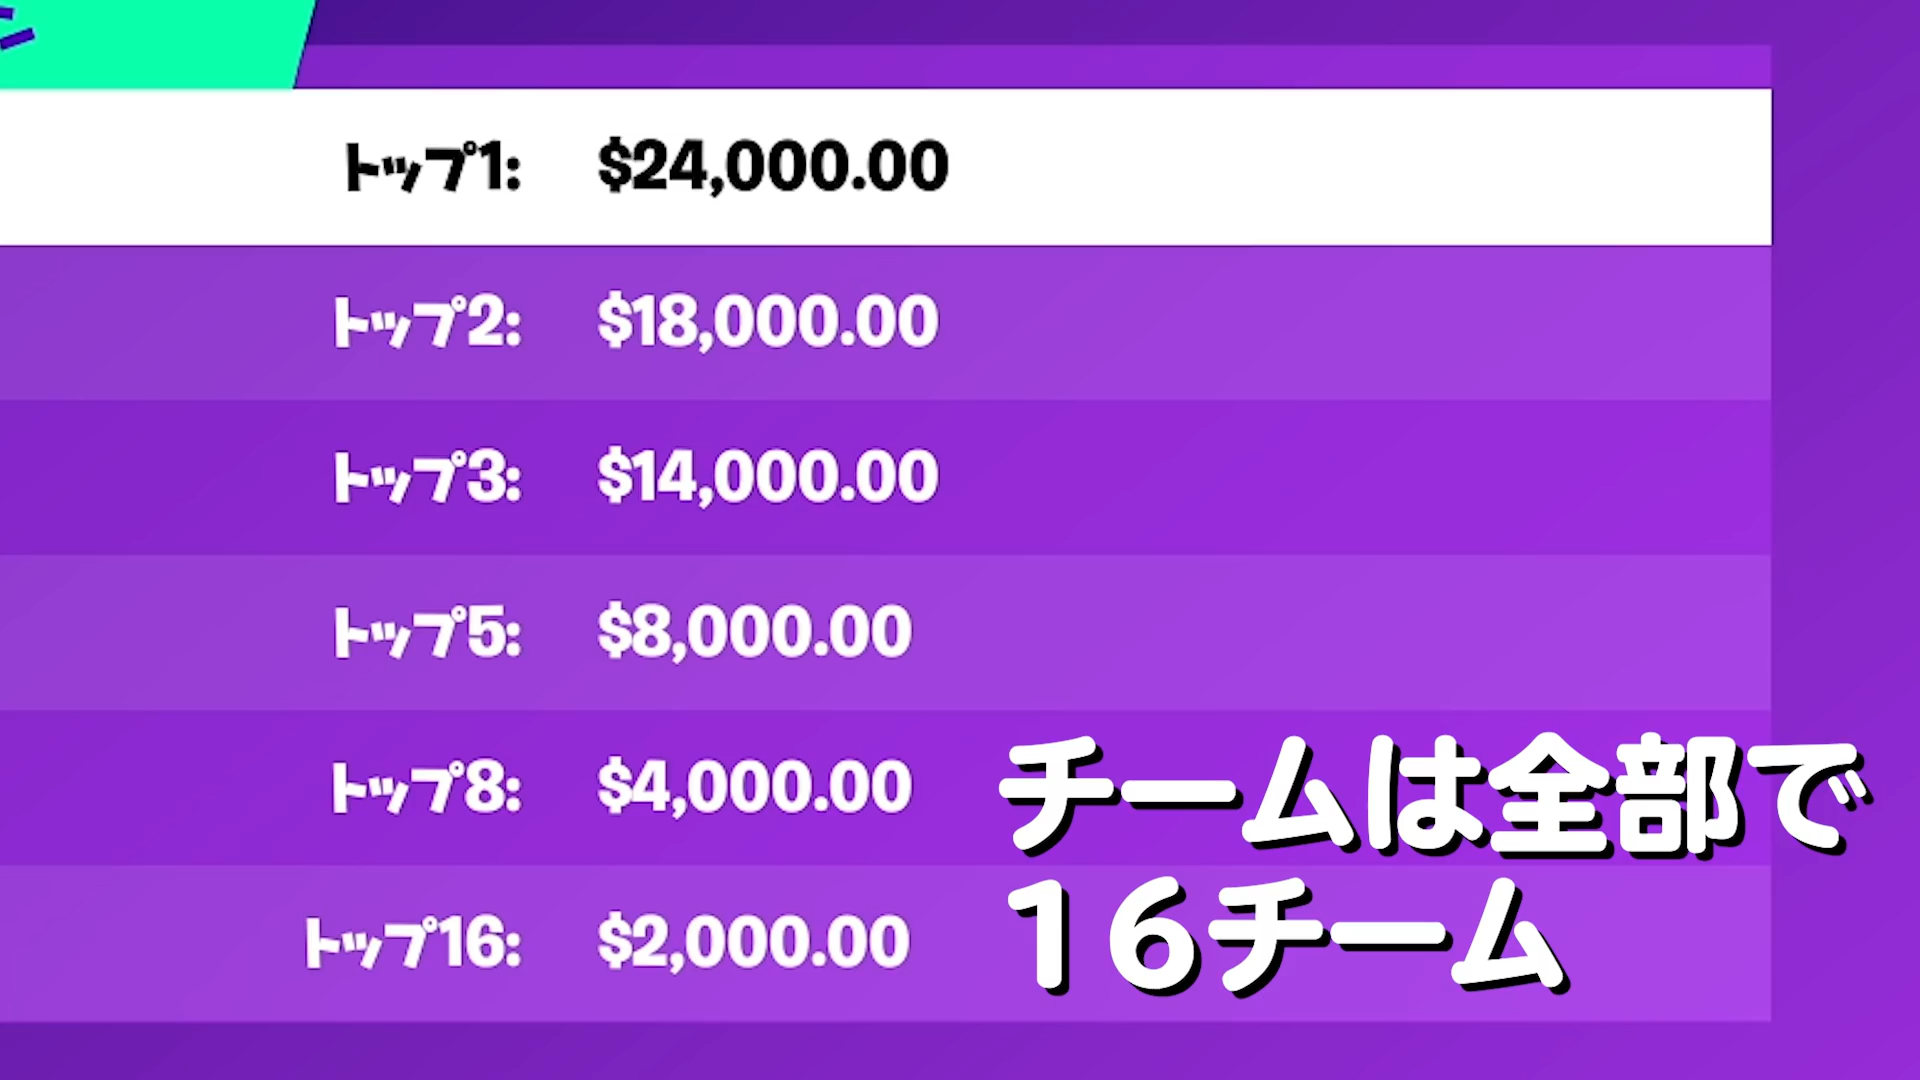 トップ1: $24,000.00
トップ2: $18,000.00
トップ3: $14,000.00
トップ5: $8,000.00
トップ8: $4,000.00
トップ16: $2,000.00
チームは全部で
１６チーム